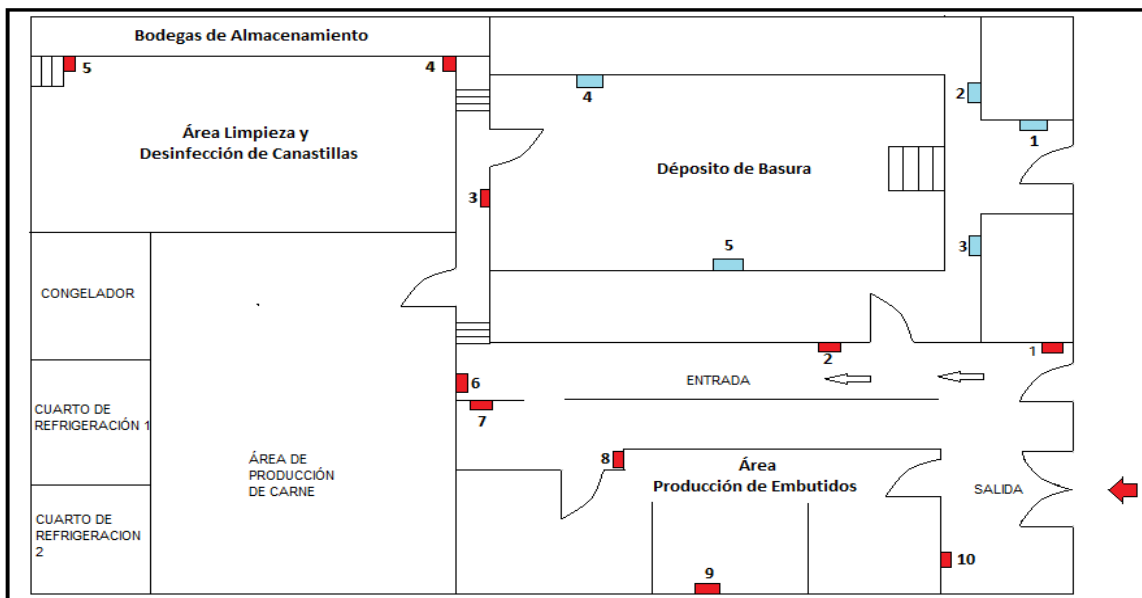 Bodegas de Almacenamiento
5
4
Área Limpieza y
Desinfección de Canastillas
3
4
Déposito de Basura
5
2
1
3
CONGELADOR
CUARTO DE
REFRIGERACIÓN 1
CUARTO DE
REFRIGERACION
2
ÁREA DE
PRODUCCIÓN
DE CARNE
2
1
6
ENTRADA
7
8
Área
Producción de Embutidos
SALIDA
9
10